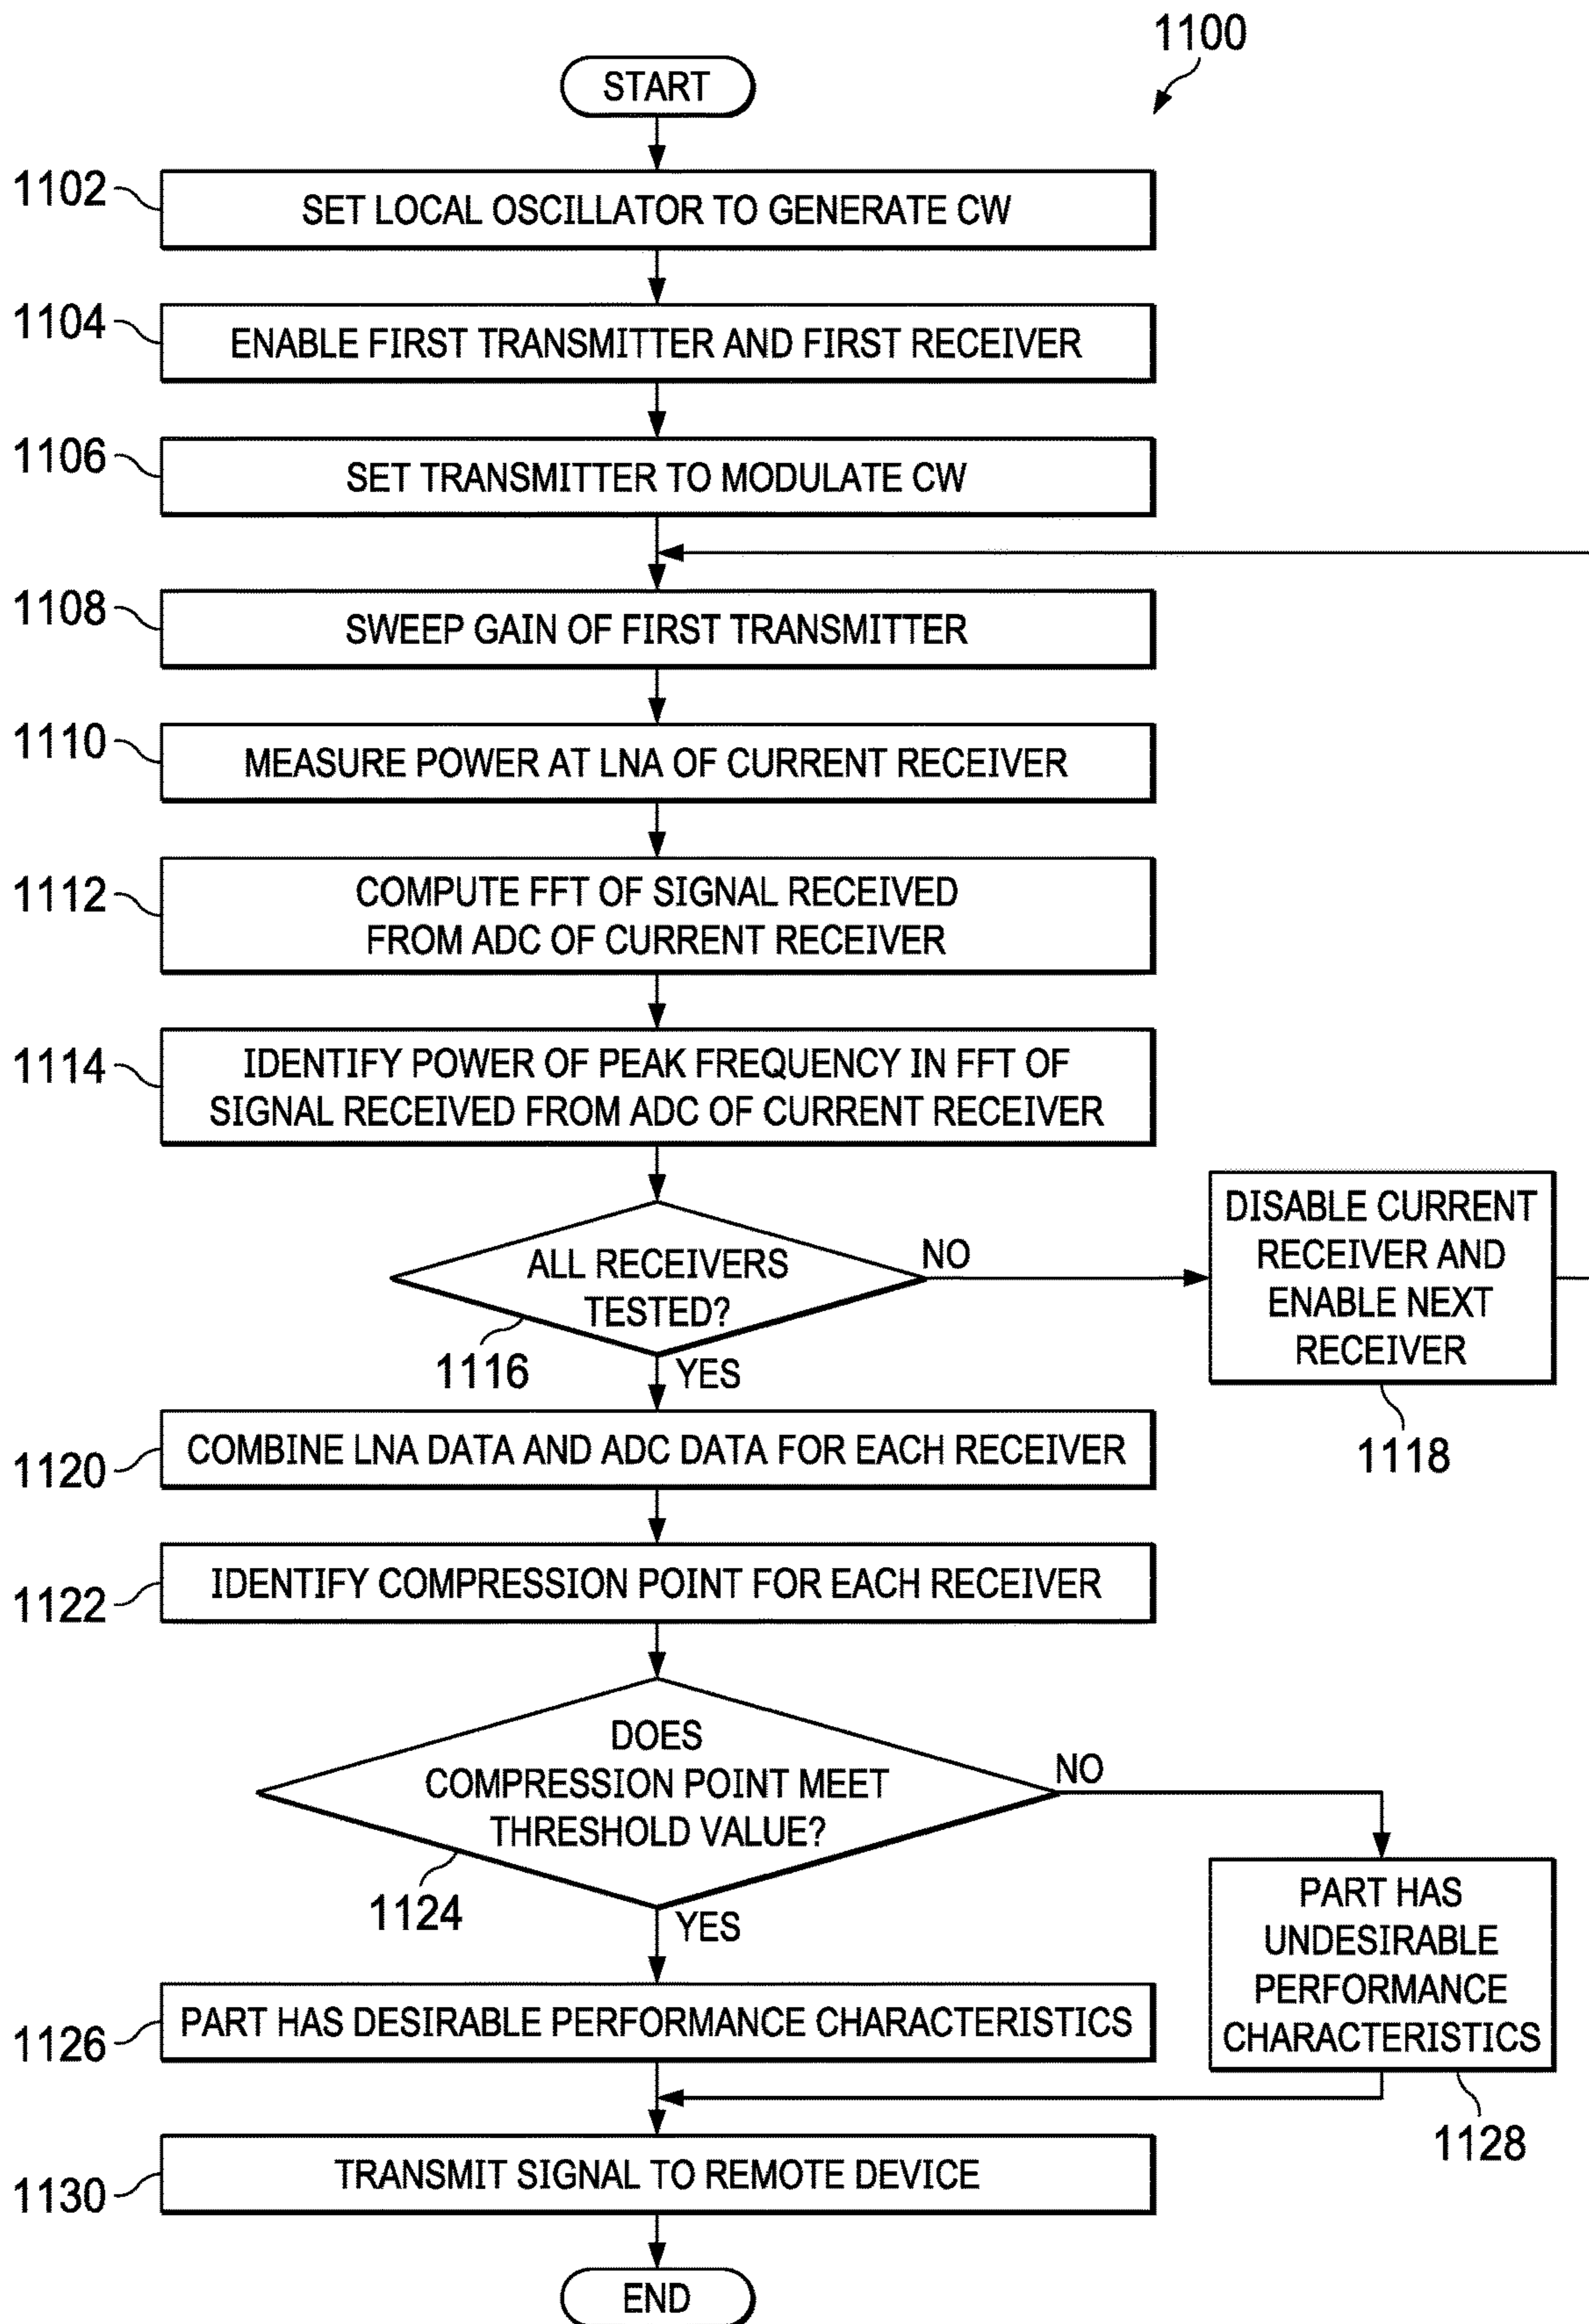 1100
START
1102
SET LOCAL OSCILLATOR TO GENERATE CW
1104
ENABLE FIRST TRANSMITTER AND FIRST RECEIVER
1106
SET TRANSMITTER TO MODULATE CW
1108
SWEEP GAIN OF FIRST TRANSMITTER
1110
MEASURE POWER AT LNA OF CURRENT RECEIVER
1112
COMPUTE FFT OF SIGNAL RECEIVED
FROM ADC OF CURRENT RECEIVER
1114
IDENTIFY POWER OF PEAK FREQUENCY IN FFT OF
SIGNAL RECEIVED FROM ADC OF CURRENT RECEIVER
ALL RECEIVERS
TESTED?
1116
NO
YES
DISABLE CURRENT
RECEIVER AND
ENABLE NEXT
RECEIVER
1118
1120
COMBINE LNA DATA AND ADC DATA FOR EACH RECEIVER
1122
IDENTIFY COMPRESSION POINT FOR EACH RECEIVER
DOES
COMPRESSION POINT MEET
THRESHOLD VALUE?
1124
NO
YES
PART HAS
UNDESIRABLE
PERFORMANCE
CHARACTERISTICS
1128
1126
PART HAS DESIRABLE PERFORMANCE CHARACTERISTICS
1130
TRANSMIT SIGNAL TO REMOTE DEVICE
END